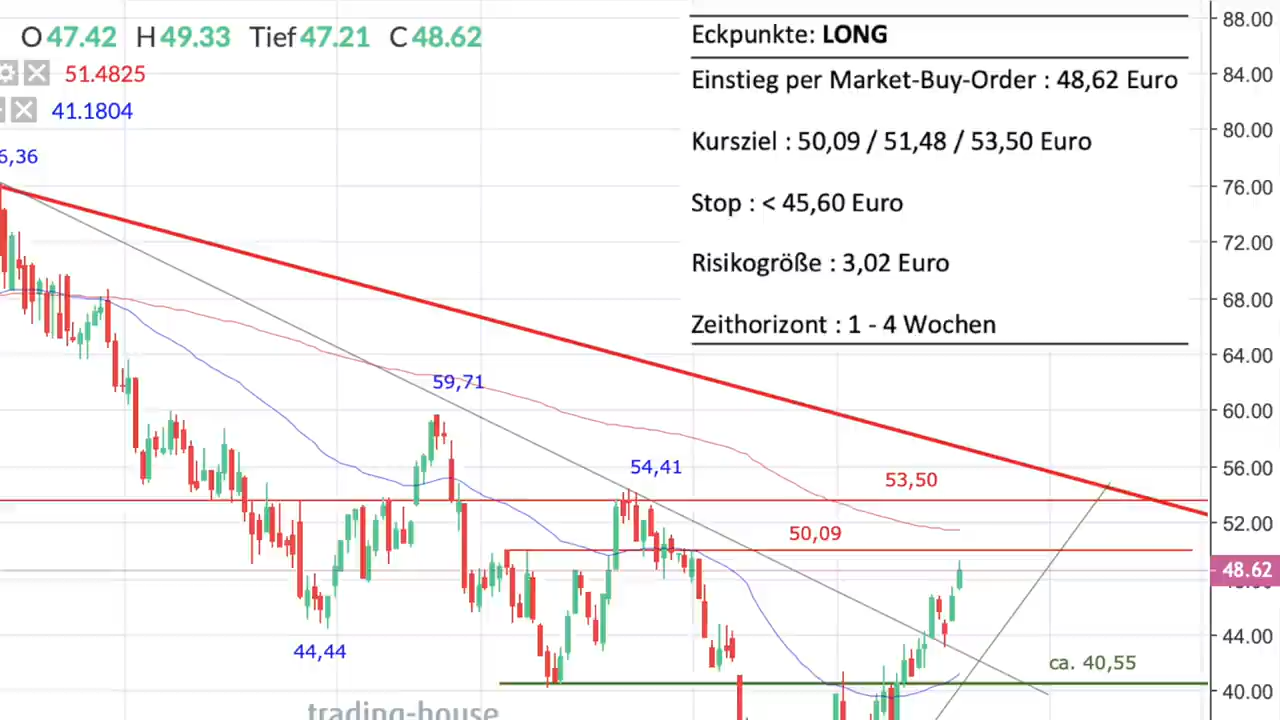 O47.42 H49.33 Tief47.21 C48.62
51.4825
41.1804
6,36
Eckpunkte: LONG
Einstieg per Market-Buy-Order : 48,62 Euro
Kursziel : 50,09 / 51,48 / 53,50 Euro
Stop : < 45,60 Euro
Risikogröße : 3,02 Euro
Zeithorizont : 1 - 4 Wochen
59,71
54,41
53,50
50,09
44,44
ca. 40,55
trading-house
88.00
84.00
80.00
76.00
72.00
68.00
64.00
60.00
56.00
52.00
48.62
44.00
40.00